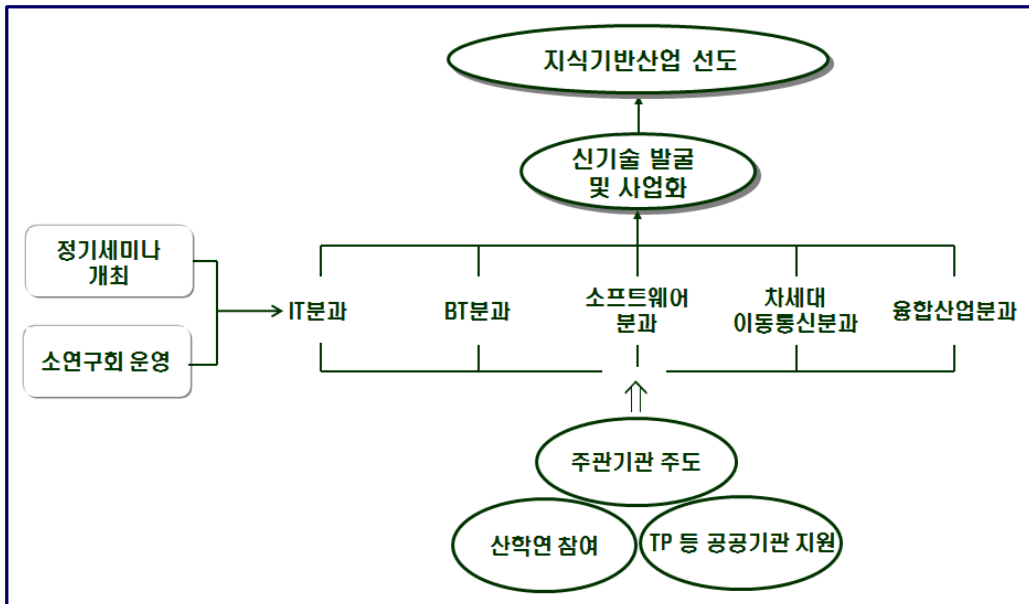 지식기반산업 선도
신기술 발굴
및 사업화
정기세미나
개최
소연구회 운영
IT분과
BT분과
소프트웨어
분과
차세대
이동통신분과
융합산업분과
주관기관 주도
산학연 참여
TP 등 공공기관 지원